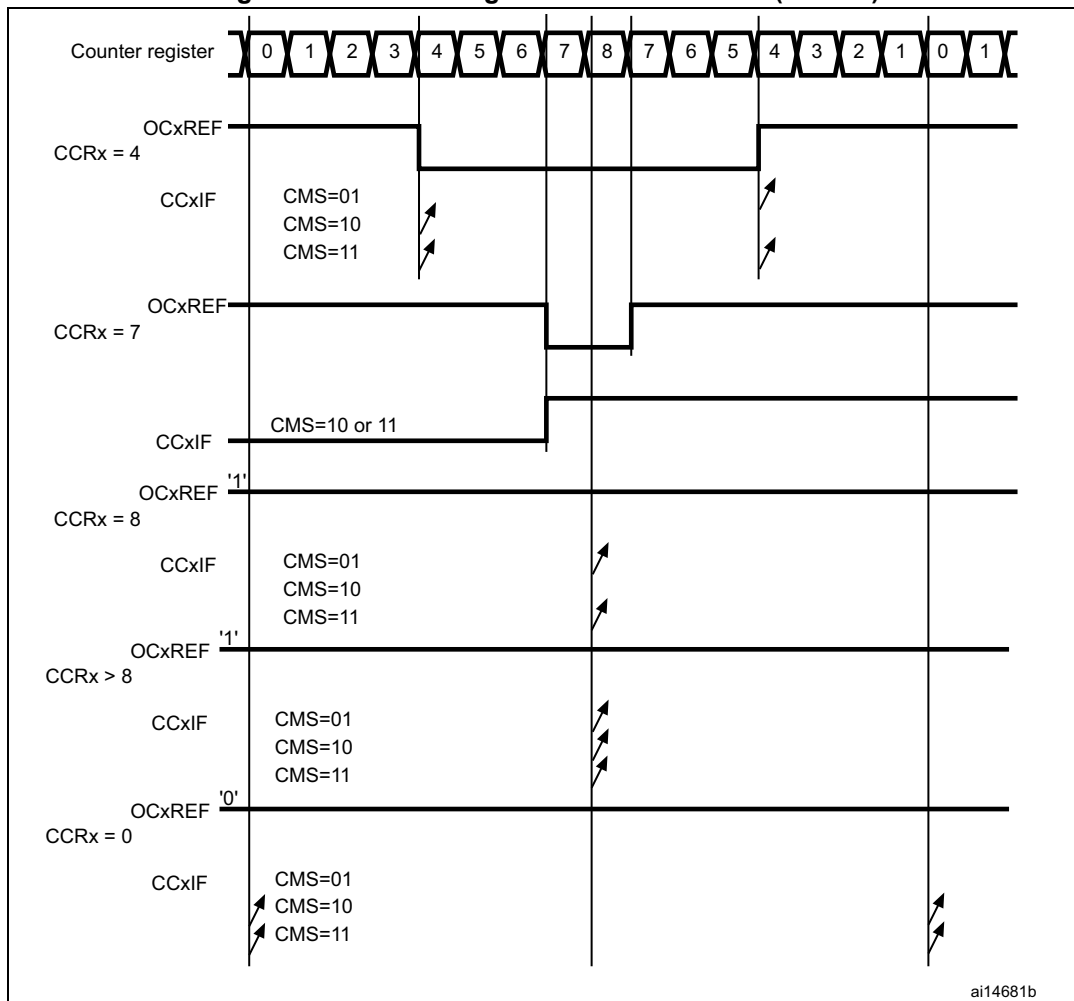 Counter register 0 1 2 3 4 5 6 7 8 7 6 5 4 3 2 1 0 1
OCxREF
CCRx = 4
CCxIF
CMS=01
CMS=10
CMS=11
OCxREF
CCRx = 7
CMS=10 or 11
CCxIF
'1'
OCxREF
CCRx = 8
CCxIF
CMS=01
CMS=10
CMS=11
'1'
OCxREF
CCRx > 8
CCxIF
CMS=01
CMS=10
CMS=11
'0'
OCxREF
CCRx = 0
CCxIF
CMS=01
CMS=10
CMS=11
ai14681b